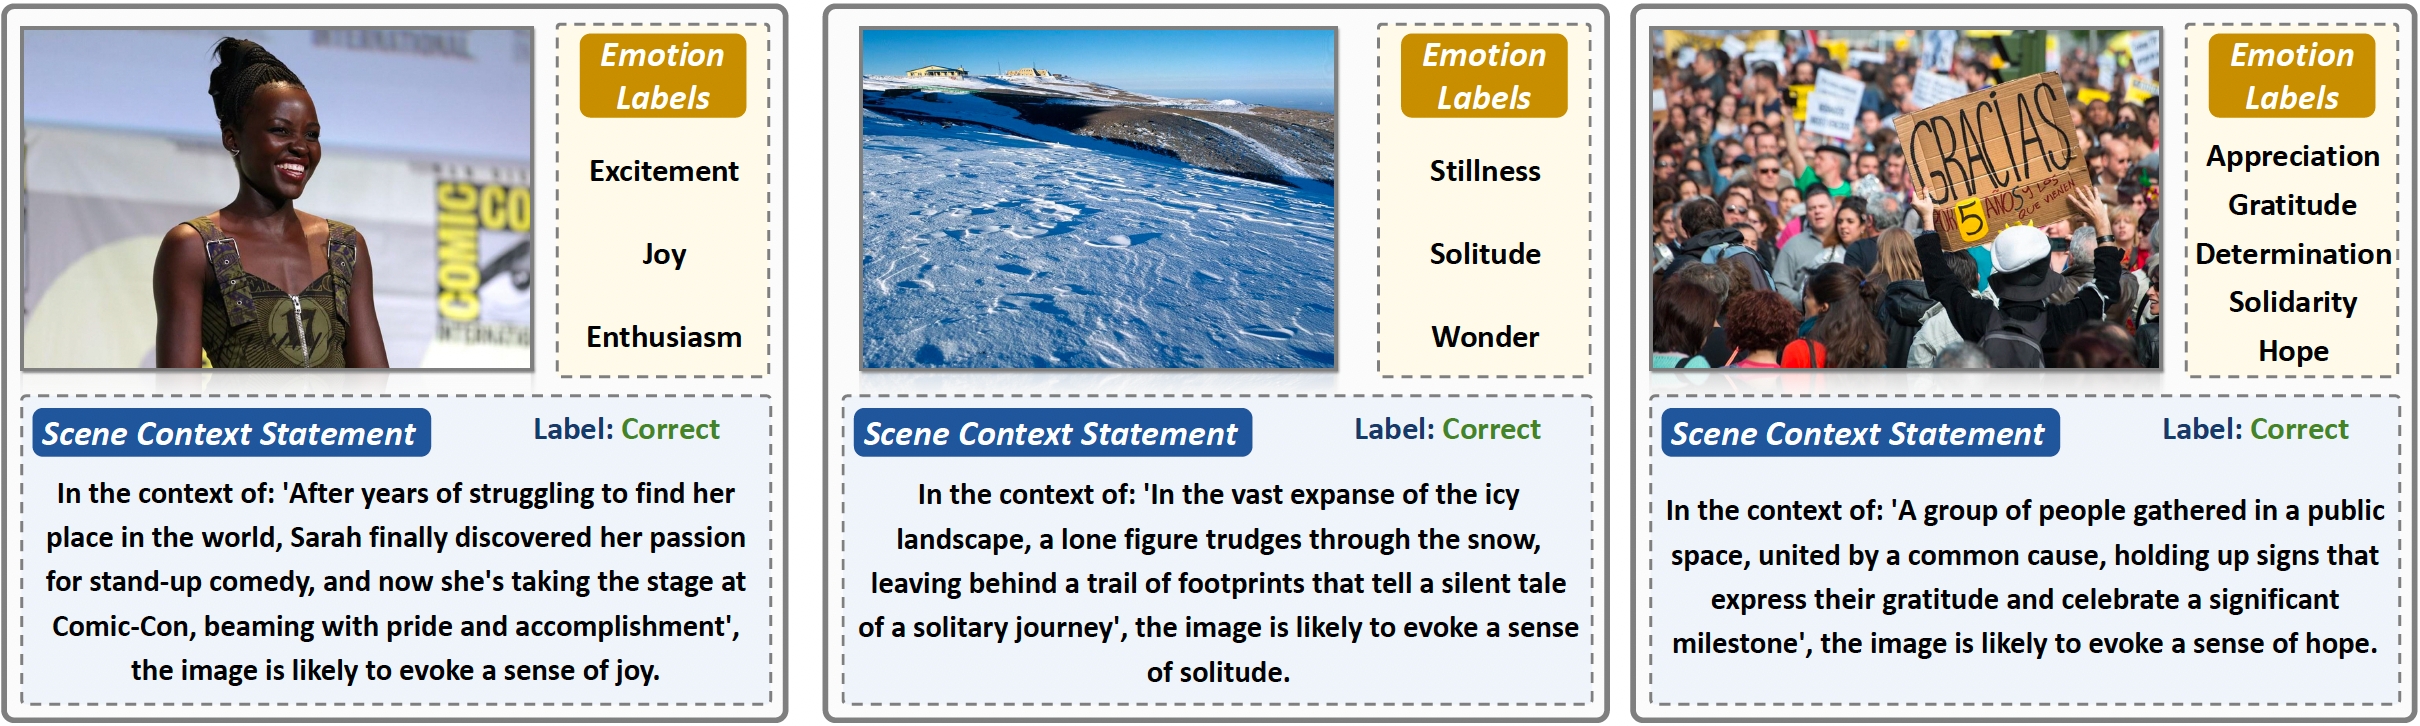 INTERNATIONAL
COMIC
CO
INTERNATIO
Emotion
Labels
Excitement
Joy
Enthusiasm
Scene Context Statement
Label: Correct
In the context of: 'After years of struggling to find her
place in the world, Sarah finally discovered her passion
for stand-up comedy, and now she's taking the stage at
Comic-Con, beaming with pride and accomplishment',
the image is likely to evoke a sense of joy.
Emotion
Labels
Stillness
Solitude
Wonder
Scene Context Statement
Label: Correct
In the context of: 'In the vast expanse of the icy
landscape, a lone figure trudges through the snow,
leaving behind a trail of footprints that tell a silent tale
of a solitary journey', the image is likely to evoke a sense
of solitude.
GRACIAS
POR 5 AÑOS Y LOS
QUE VIENEN
Emotion
Labels
Appreciation
Gratitude
Determination
Solidarity
Hope
Scene Context Statement
Label: Correct
In the context of: 'A group of people gathered in a public
space, united by a common cause, holding up signs that
express their gratitude and celebrate a significant
milestone', the image is likely to evoke a sense of hope.